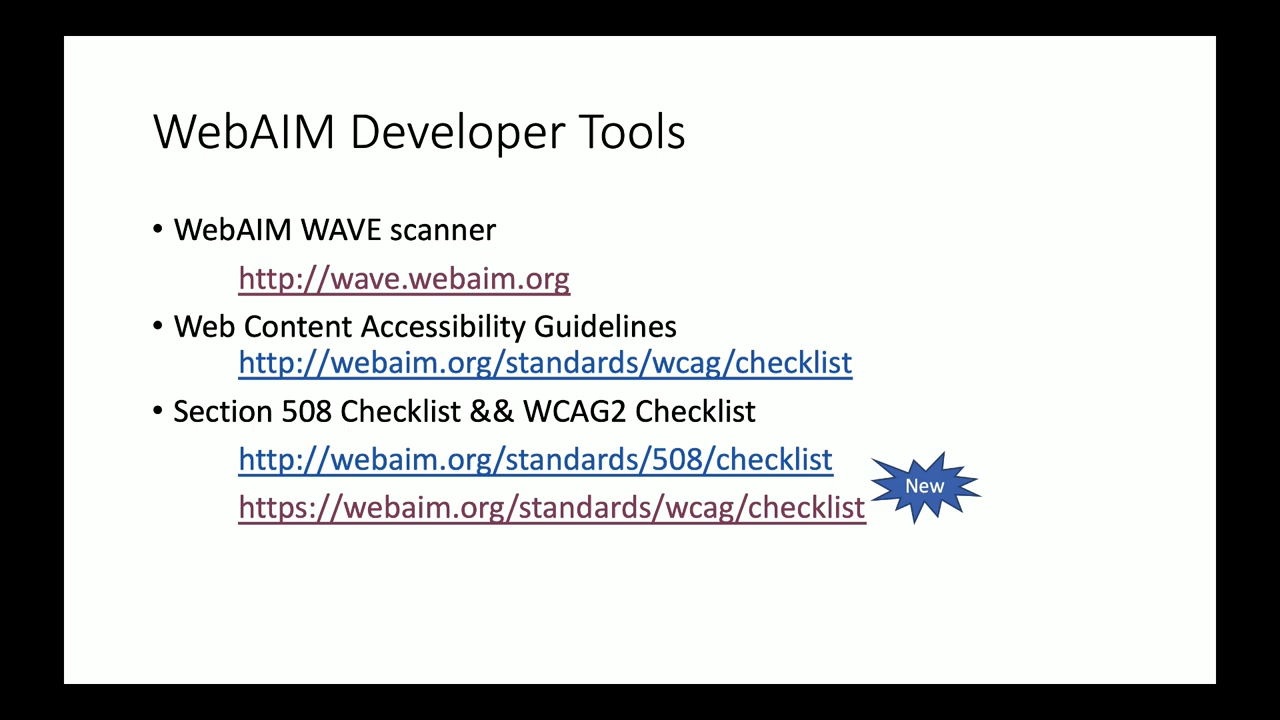 WebAIM Developer Tools
• WebAIM WAVE scanner
http://wave.webaim.org
• Web Content Accessibility Guidelines
http://webaim.org/standards/wcag/checklist
• Section 508 Checklist && WCAG2 Checklist
http://webaim.org/standards/508/checklist
New
https://webaim.org/standards/wcag/checklist